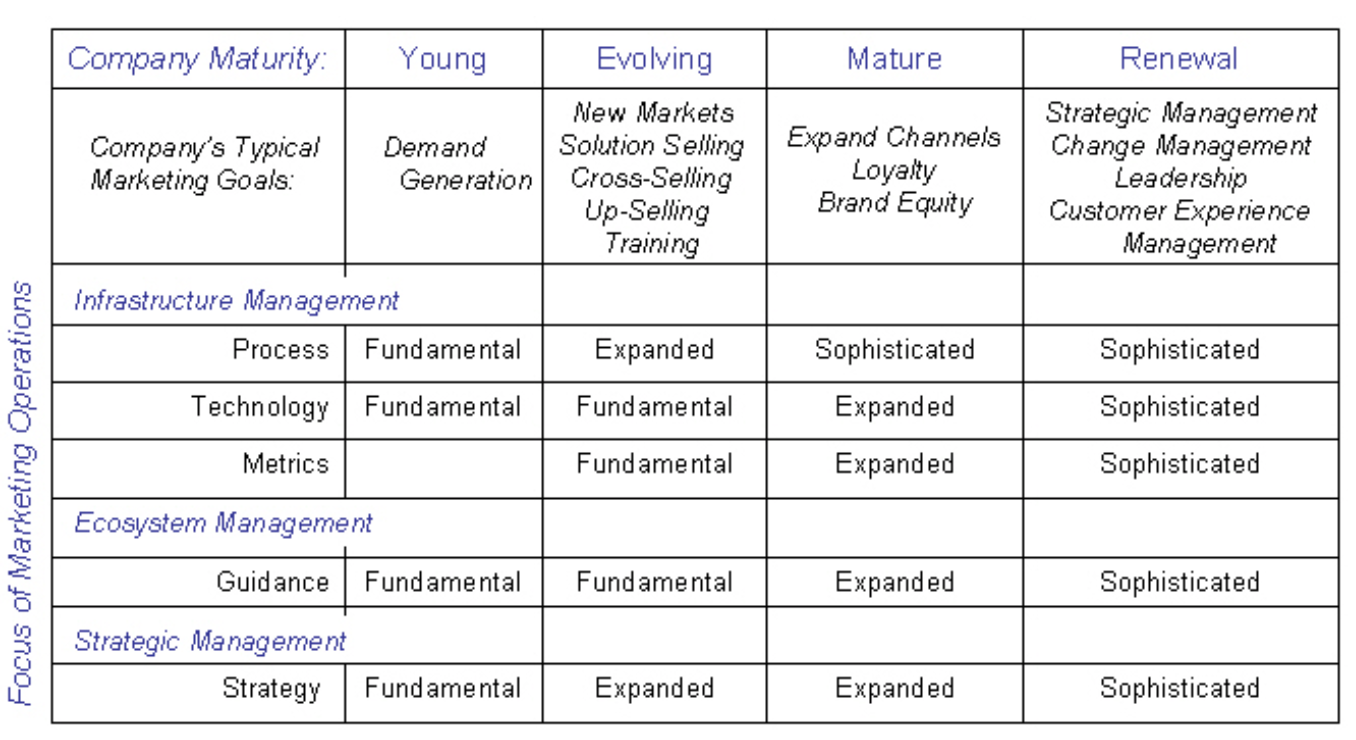 Company Maturity: Young Evolving Mature Renewal
Company's Typical
Marketing Goals:
Demand
Generation
New Markets
Solution Selling
Cross-Selling
Up-Selling
Training
Expand Channels
Loyalty
Brand Equity
Strategic Management
Change Management
Leadership
Customer Experience
Management
Focus of Marketing Operations
Infrastructure Management
Process Fundamental Expanded Sophisticated Sophisticated
Technology Fundamental Fundamental Expanded Sophisticated
Metrics Fundamental Expanded Sophisticated
Ecosystem Management
Guidance Fundamental Fundamental Expanded Sophisticated
Strategic Management
Strategy Fundamental Expanded Expanded Sophisticated